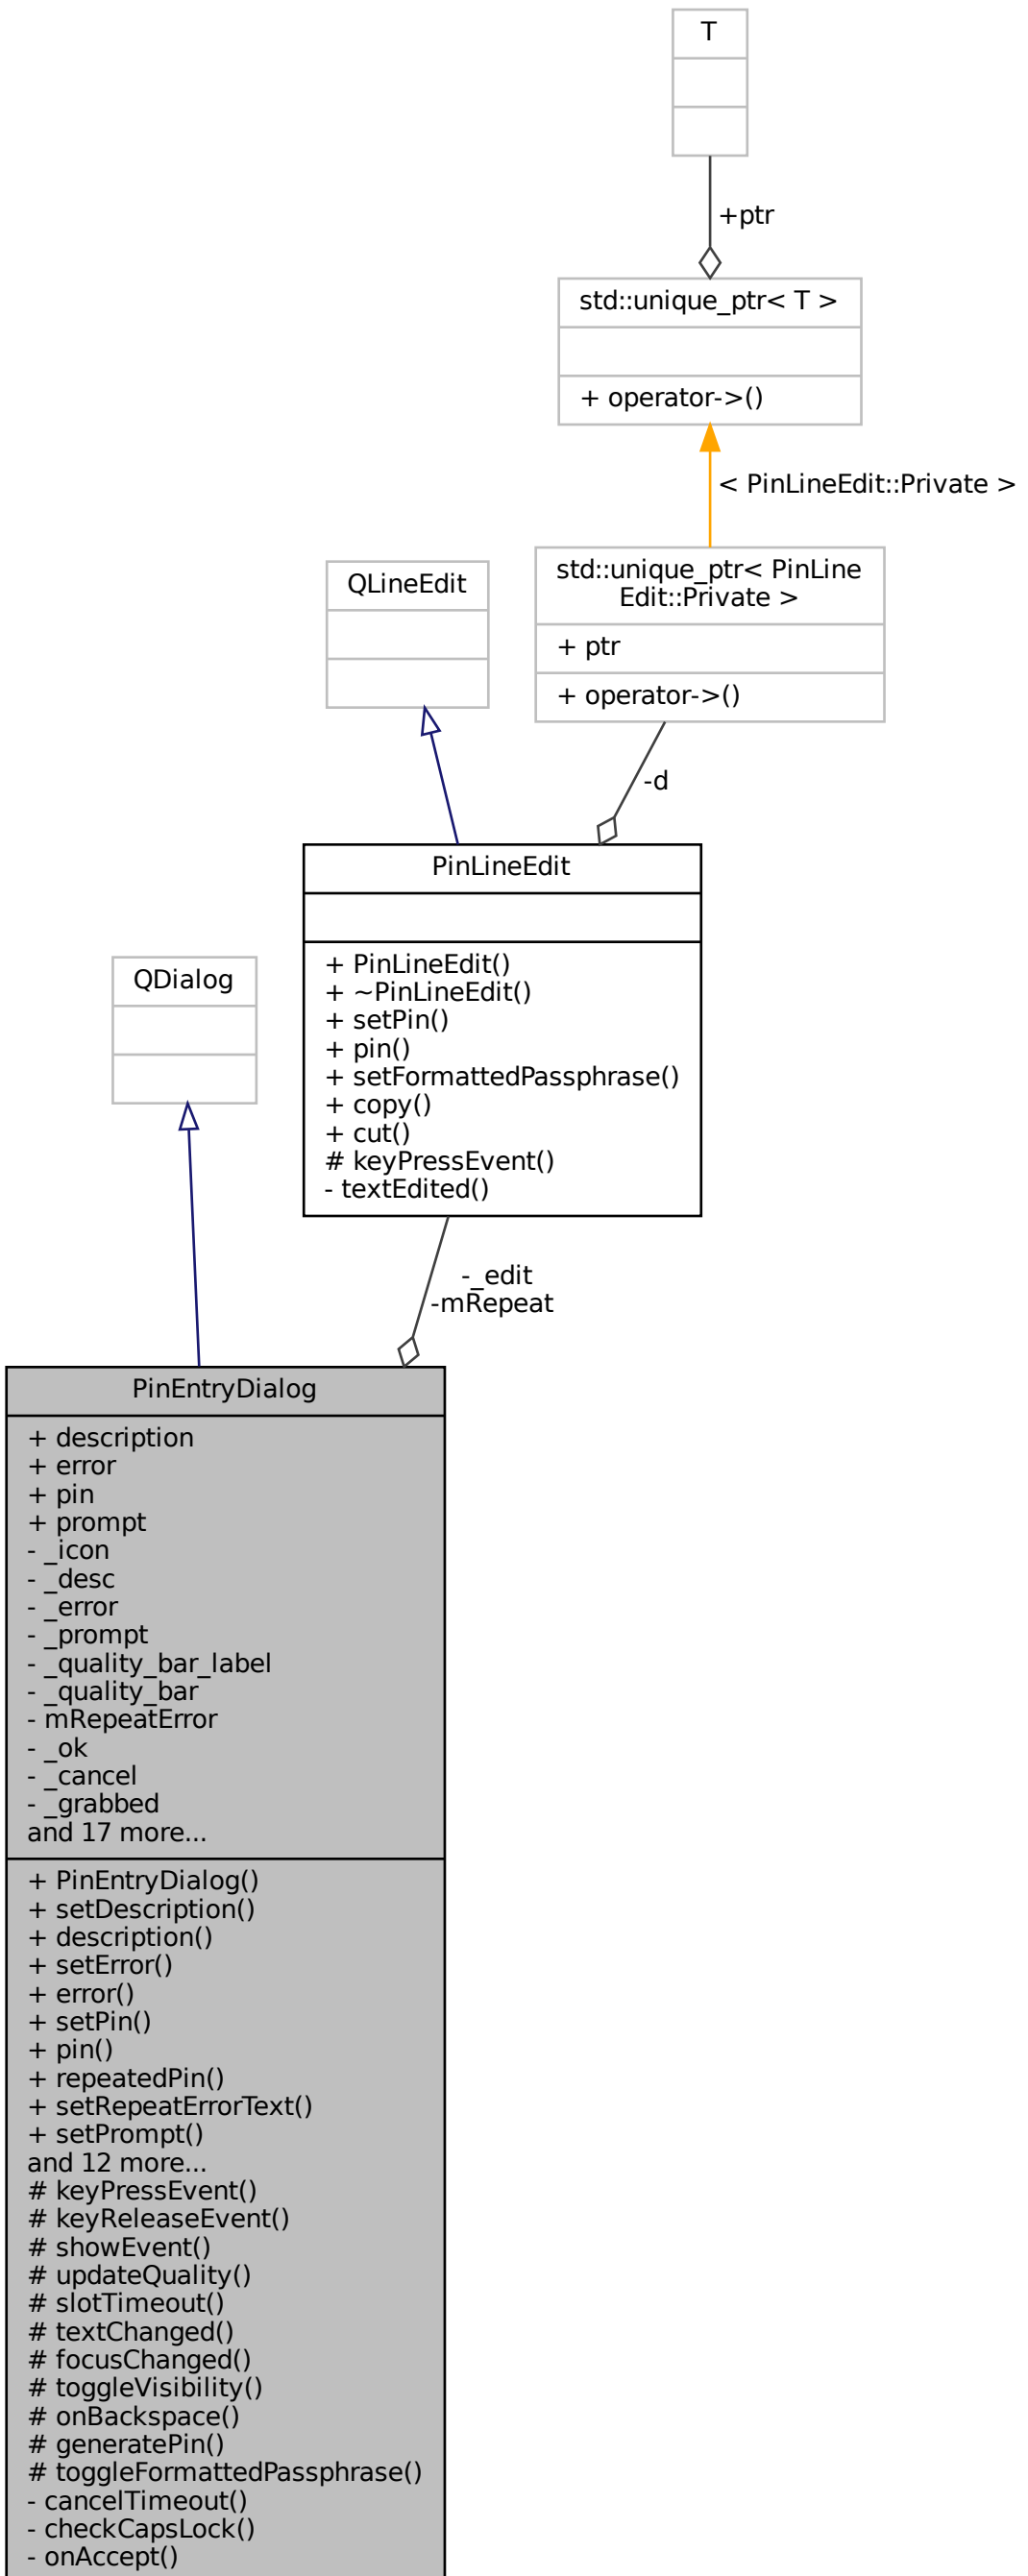 T
+ptr
std::unique_ptr< T >
+ operator->()
< PinLineEdit::Private >
QLineEdit
std::unique_ptr< PinLine
Edit::Private >
+ ptr
+ operator->()
-d
PinLineEdit
+ PinLineEdit()
+ ~PinLineEdit()
+ setPin()
+ pin()
+ setFormattedPassphrase()
+ copy()
+ cut()
# keyPressEvent()
- textEdited()
QDialog
-_edit
-mRepeat
PinEntryDialog
+ description
+ error
+ pin
+ prompt
- _icon
- _desc
- _error
- _prompt
- _quality_bar_label
- _quality_bar
- mRepeatError
- _ok
- _cancel
- _grabbed
and 17 more...
+ PinEntryDialog()
+ setDescription()
+ description()
+ setError()
+ error()
+ setPin()
+ pin()
+ repeatedPin()
+ setRepeatErrorText()
+ setPrompt()
and 12 more...
# keyPressEvent()
# keyReleaseEvent()
# showEvent()
# updateQuality()
# slotTimeout()
# textChanged()
# focusChanged()
# toggleVisibility()
# onBackspace()
# generatePin()
# toggleFormattedPassphrase()
- cancelTimeout()
- checkCapsLock()
- onAccept()